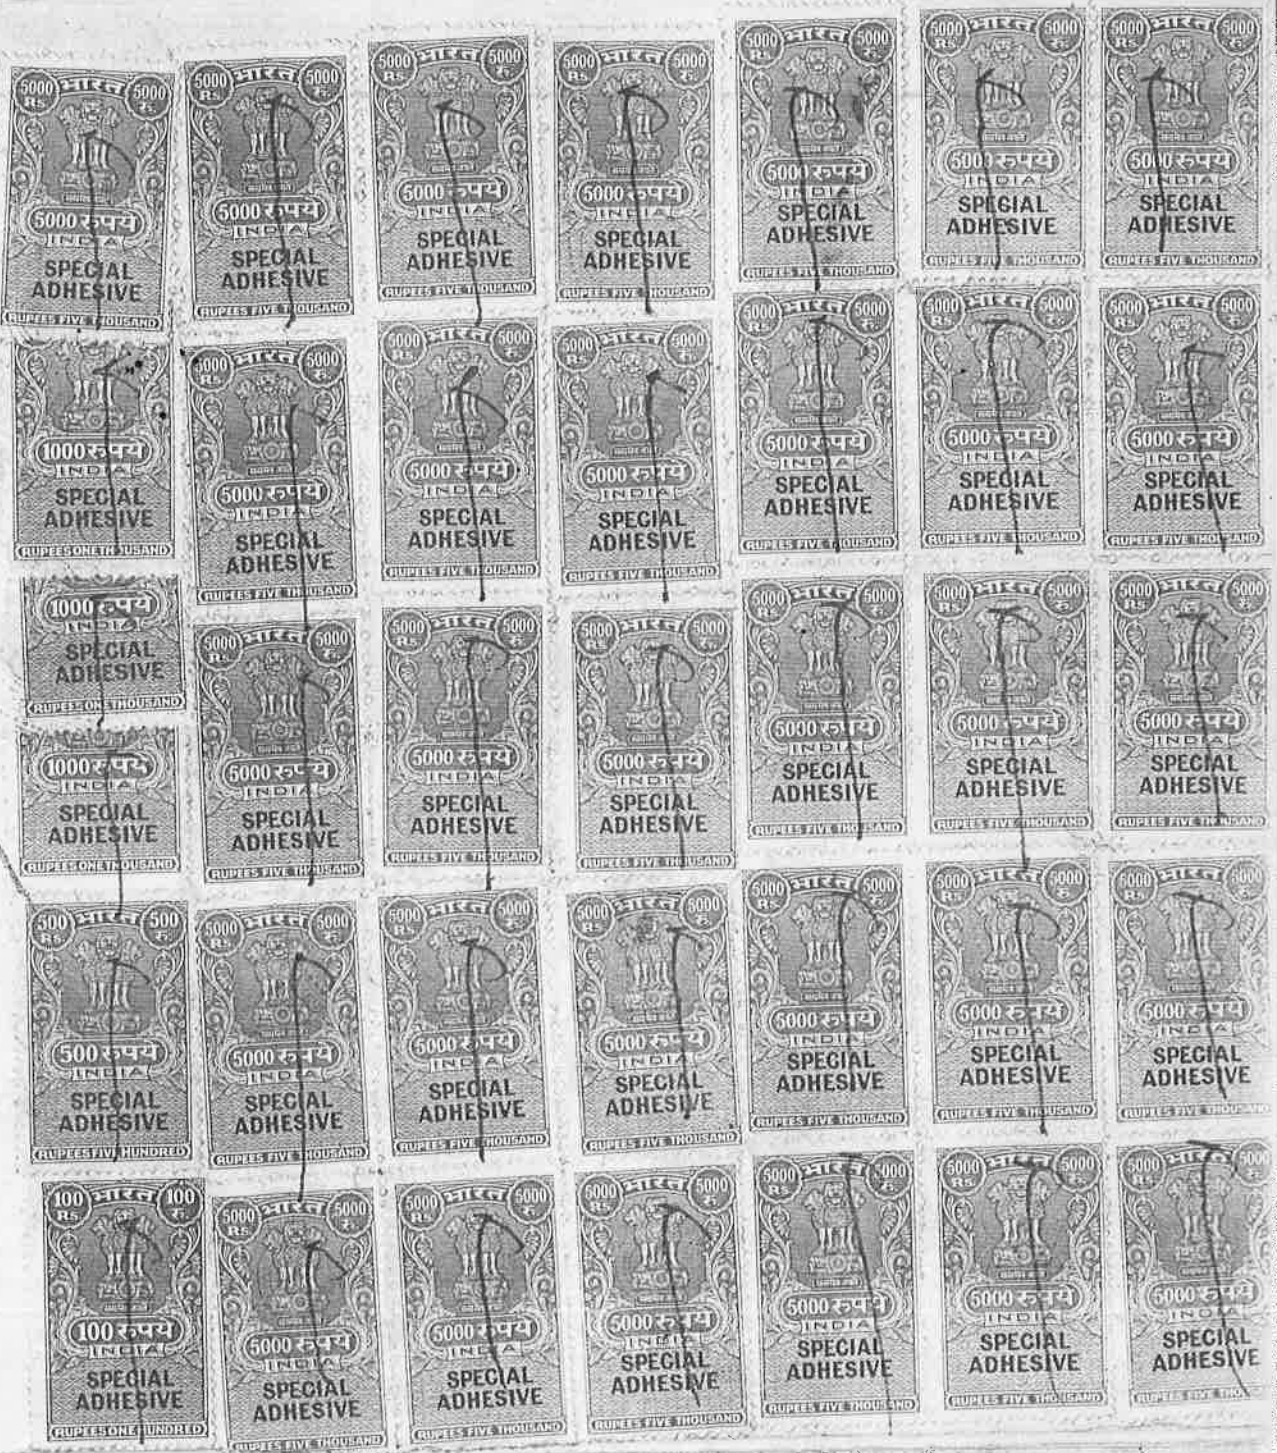 5000 Rs भारत 5000 रु. 5000 Rs भारत 5000 रु. 5000 Rs भारत 5000 रु. 5000 Rs भारत 5000 रु. 5000 Rs भारत 5000 रु. 5000 Rs भारत 5000 रु. 5000 Rs भारत 5000 रु.
5000 रुपये 5000 रुपये 5000 रुपये 5000 रुपये 5000 रुपये 5000 रुपये 5000 रुपये
INDIA INDIA INDIA INDIA INDIA INDIA INDIA
SPECIAL SPECIAL SPECIAL SPECIAL SPECIAL SPECIAL SPECIAL
ADHESIVE ADHESIVE ADHESIVE ADHESIVE ADHESIVE ADHESIVE ADHESIVE
RUPEES FIVE THOUSAND RUPEES FIVE THOUSAND RUPEES FIVE THOUSAND RUPEES FIVE THOUSAND RUPEES FIVE THOUSAND RUPEES FIVE THOUSAND RUPEES FIVE THOUSAND
5000 Rs भारत 5000 रु. 5000 Rs भारत 5000 रु. 5000 Rs भारत 5000 रु. 5000 Rs भारत 5000 रु. 5000 Rs भारत 5000 रु. 5000 Rs भारत 5000 रु.
1000 रुपये 5000 रुपये 5000 रुपये 5000 रुपये 5000 रुपये 5000 रुपये 5000 रुपये
INDIA INDIA INDIA INDIA INDIA INDIA INDIA
SPECIAL SPECIAL SPECIAL SPECIAL SPECIAL SPECIAL SPECIAL
ADHESIVE ADHESIVE ADHESIVE ADHESIVE ADHESIVE ADHESIVE ADHESIVE
RUPEES ONE THOUSAND RUPEES FIVE THOUSAND RUPEES FIVE THOUSAND RUPEES FIVE THOUSAND RUPEES FIVE THOUSAND RUPEES FIVE THOUSAND RUPEES FIVE THOUSAND
1000 रुपये
INDIA
SPECIAL
ADHESIVE
RUPEES ONE THOUSAND
5000 Rs भारत 5000 रु. 5000 Rs भारत 5000 रु. 5000 Rs भारत 5000 रु. 5000 Rs भारत 5000 रु. 5000 Rs भारत 5000 रु. 5000 Rs भारत 5000 रु.
1000 रुपये 5000 रुपये 5000 रुपये 5000 रुपये 5000 रुपये 5000 रुपये 5000 रुपये
INDIA INDIA INDIA INDIA INDIA INDIA
SPECIAL SPECIAL SPECIAL SPECIAL SPECIAL SPECIAL SPECIAL
ADHESIVE ADHESIVE ADHESIVE ADHESIVE ADHESIVE ADHESIVE ADHESIVE
RUPEES ONE THOUSAND RUPEES FIVE THOUSAND RUPEES FIVE THOUSAND RUPEES FIVE THOUSAND RUPEES FIVE THOUSAND RUPEES FIVE THOUSAND RUPEES FIVE THOUSAND
500 Rs भारत 500 रु. 5000 Rs भारत 5000 रु. 5000 Rs भारत 5000 रु. 5000 Rs भारत 5000 रु. 5000 Rs भारत 5000 रु. 5000 Rs भारत 5000 रु. 5000 Rs भारत 5000 रु.
500 रुपये 5000 रुपये 5000 रुपये 5000 रुपये 5000 रुपये 5000 रुपये 5000 रुपये
INDIA INDIA INDIA INDIA INDIA INDIA INDIA
SPECIAL SPECIAL SPECIAL SPECIAL SPECIAL SPECIAL SPECIAL
ADHESIVE ADHESIVE ADHESIVE ADHESIVE ADHESIVE ADHESIVE ADHESIVE
RUPEES FIVE HUNDRED RUPEES FIVE THOUSAND RUPEES FIVE THOUSAND RUPEES FIVE THOUSAND RUPEES FIVE THOUSAND RUPEES FIVE THOUSAND RUPEES FIVE THOUSAND
100 Rs भारत 100 रु. 5000 Rs भारत 5000 रु. 5000 Rs भारत 5000 रु. 5000 Rs भारत 5000 रु. 5000 Rs भारत 5000 रु. 5000 Rs भारत 5000 रु. 5000 Rs भारत 5000 रु.
100 रुपये 5000 रुपये 5000 रुपये 5000 रुपये 5000 रुपये 5000 रुपये 5000 रुपये
INDIA INDIA INDIA INDIA INDIA INDIA INDIA
SPECIAL SPECIAL SPECIAL SPECIAL SPECIAL SPECIAL SPECIAL
ADHESIVE ADHESIVE ADHESIVE ADHESIVE ADHESIVE ADHESIVE ADHESIVE
RUPEES ONE HUNDRED RUPEES FIVE THOUSAND RUPEES FIVE THOUSAND RUPEES FIVE THOUSAND RUPEES FIVE THOUSAND RUPEES FIVE THOUSAND RUPEES FIVE